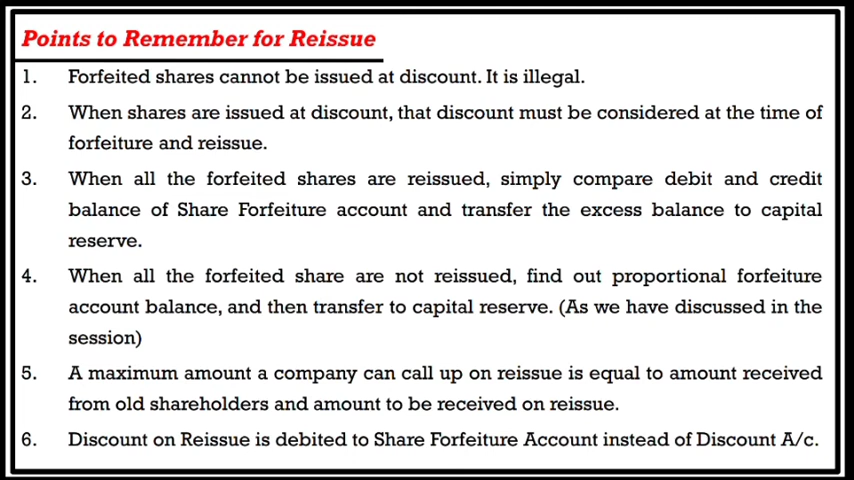 Points to Remember for Reissue
1. Forfeited shares cannot be issued at discount. It is illegal.
2. When shares are issued at discount, that discount must be considered at the time of
forfeiture and reissue.
3. When all the forfeited shares are reissued, simply compare debit and credit
balance of Share Forfeiture account and transfer the excess balance to capital
reserve.
4. When all the forfeited share are not reissued, find out proportional forfeiture
account balance, and then transfer to capital reserve. (As we have discussed in the
session)
5. A maximum amount a company can call up on reissue is equal to amount received
from old shareholders and amount to be received on reissue.
6. Discount on Reissue is debited to Share Forfeiture Account instead of Discount A/c.